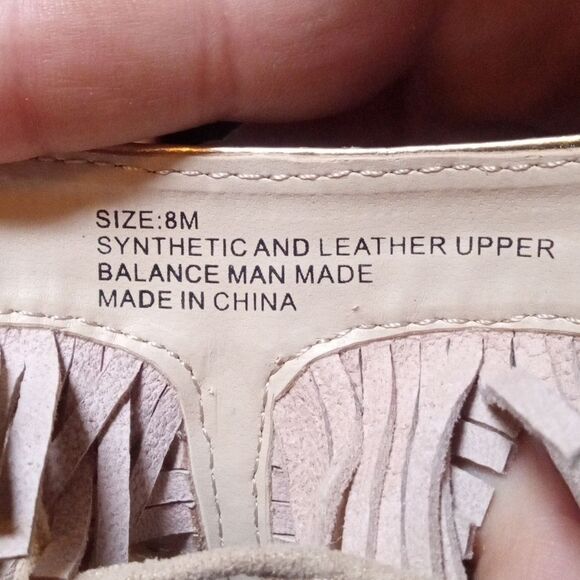 SIZE:8M
SYNTHETIC AND LEATHER UPPER
BALANCE MAN MADE
MADE IN CHINA